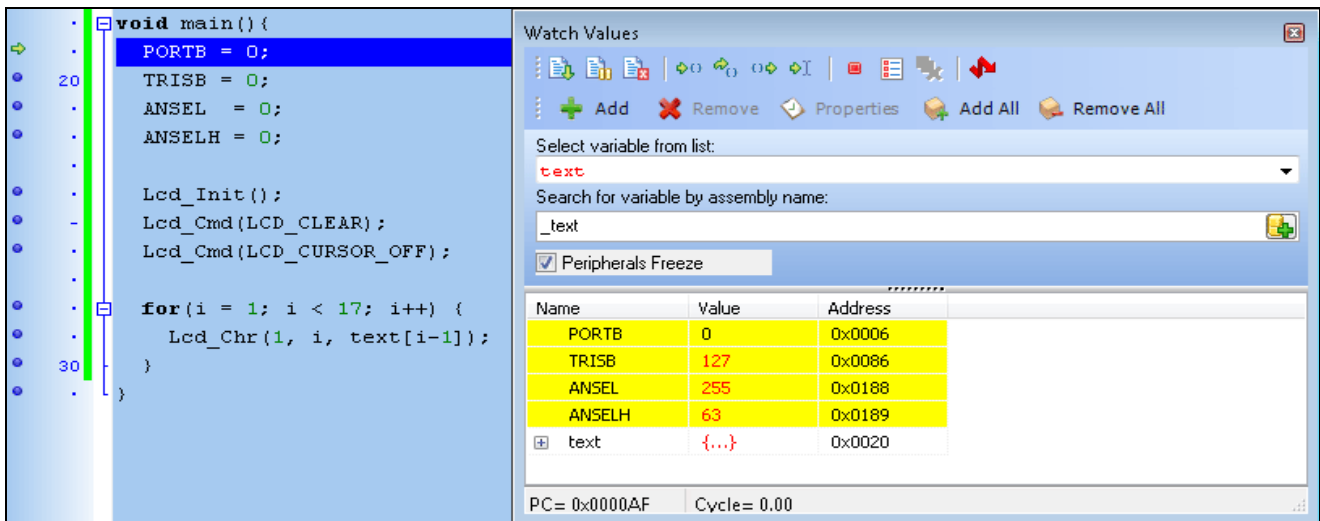 void main(){
PORTB = 0;
20 TRISB = 0;
ANSEL = 0;
ANSELH = 0;
Lcd_Init();
Lcd_Cmd(LCD_CLEAR);
Lcd_Cmd(LCD_CURSOR_OFF);
for(i = 1; i < 17; i++) {
Lcd_Chr(1, i, text[i-1]);
30 }
}
Watch Values
Add Remove Properties Add All Remove All
Select variable from list:
text
Search for variable by assembly name:
_text
Peripherals Freeze
Name Value Address
PORTB 0 0x0006
TRISB 127 0x0086
ANSEL 255 0x0188
ANSELH 63 0x0189
text {...} 0x0020
PC= 0x0000AF Cycle= 0.00